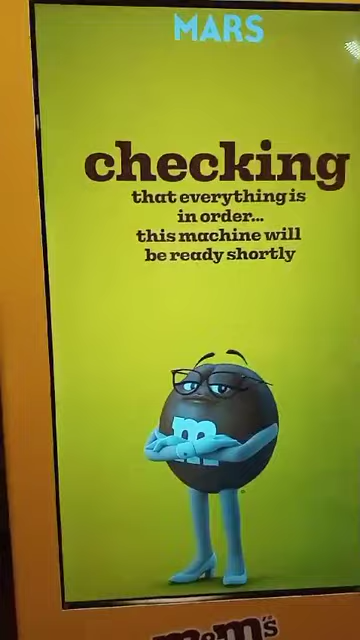 MARS
checking
that everything is
in order...
this machine will
be ready shortly
m
m&m's